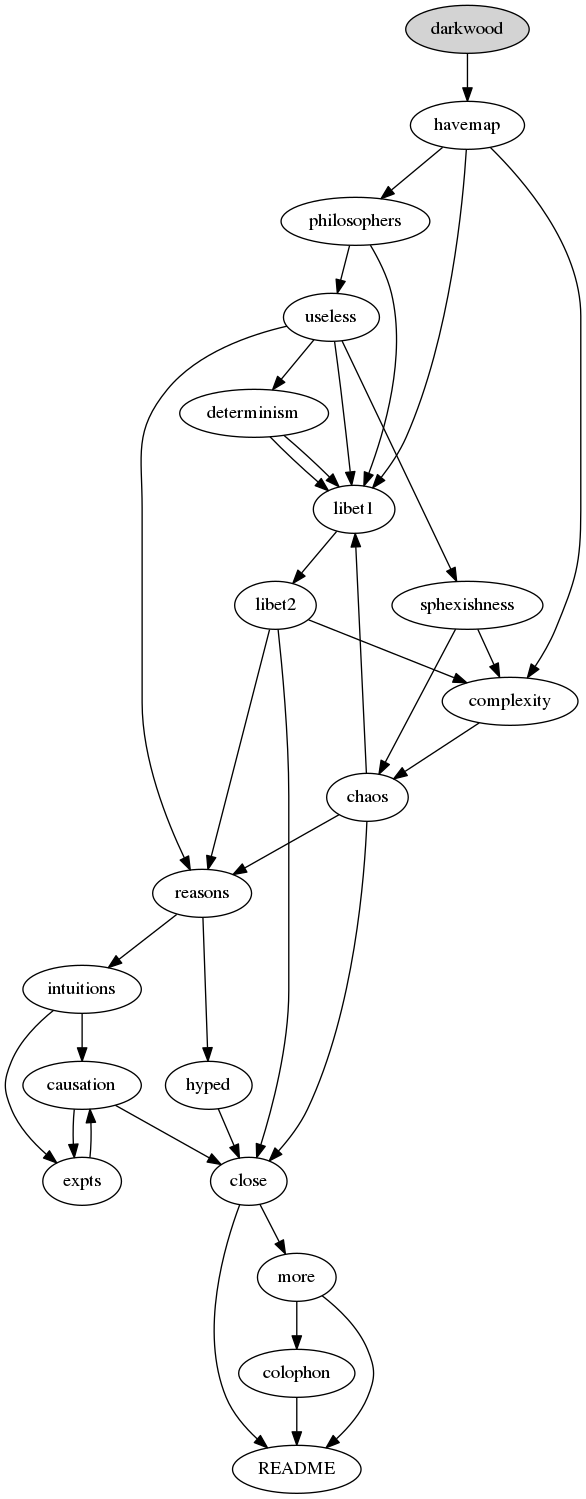 darkwood
havemap
philosophers
useless
determinism
libet1
libet2
sphexishness
complexity
chaos
reasons
intuitions
causation
hyped
expts
close
more
colophon
README